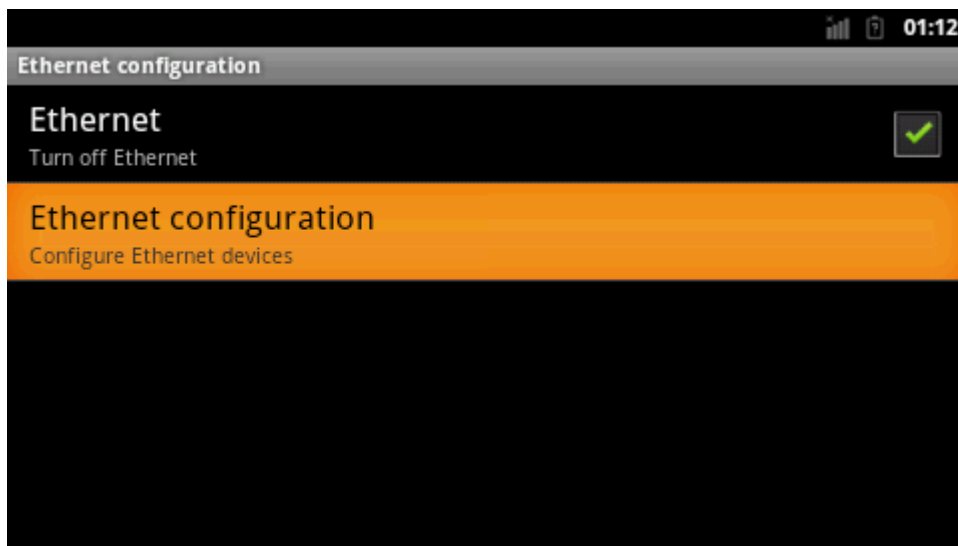 01:12
Ethernet configuration
Ethernet
Turn off Ethernet
Ethernet configuration
Configure Ethernet devices